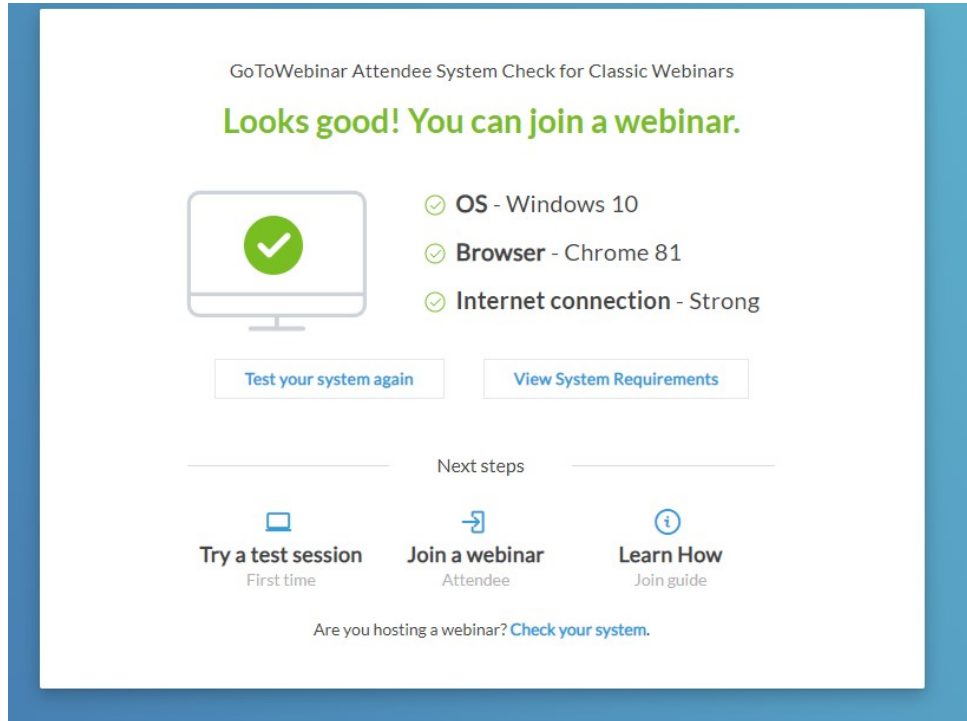 GoToWebinar Attendee System Check for Classic Webinars
Looks good! You can join a webinar.
OS - Windows 10
Browser - Chrome 81
Internet connection - Strong
Test your system again
View System Requirements
Next steps
Try a test session
First time
Join a webinar
Attendee
Learn How
Join guide
Are you hosting a webinar? Check your system.